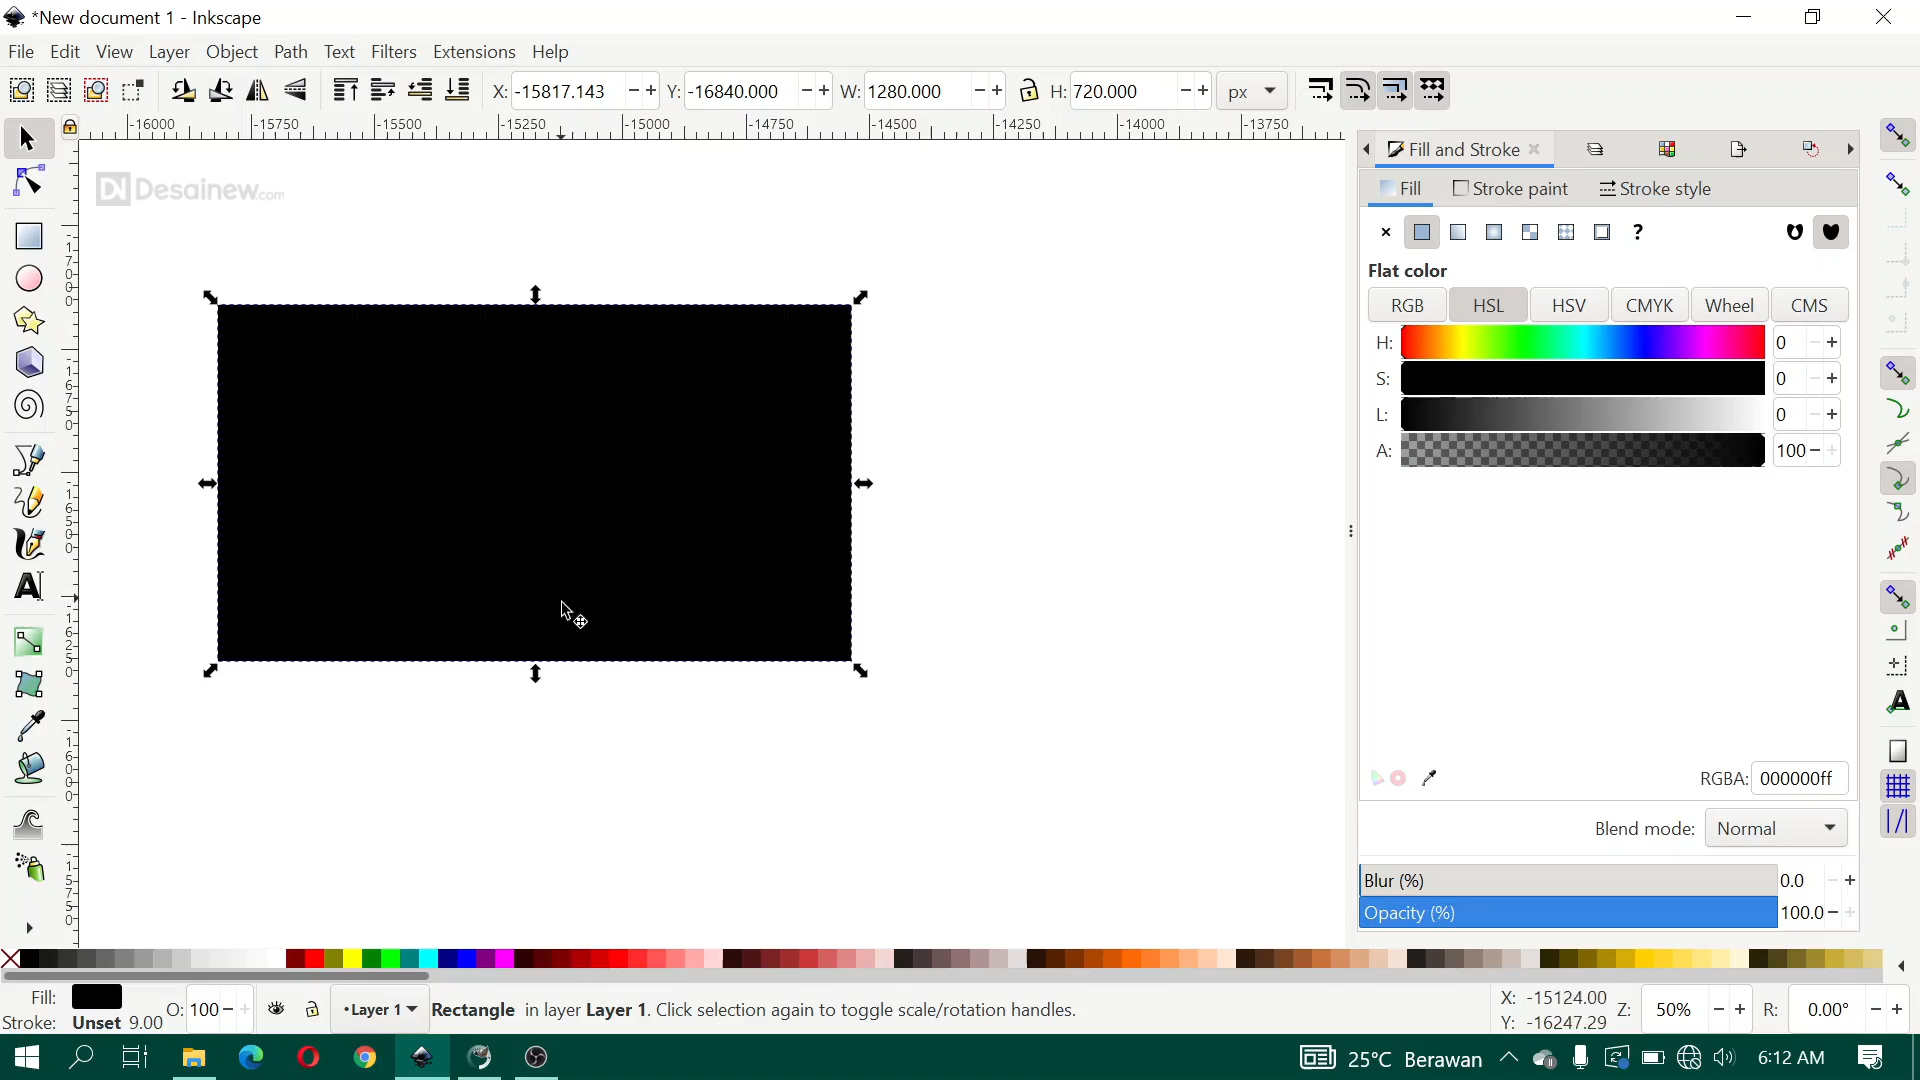 *New document 1 - Inkscape
File Edit View Layer Object Path Text Filters Extensions Help
X: -15817.143 Y: -16840.000 W: 1280.000 H: 720.000 px
-16000 -15750 -15500 -15250 -15000 -14750 -14500 -14250 -14000 -13750
Fill and Stroke
DN Desainew.com
Fill Stroke paint Stroke style
?
Flat color
RGB HSL HSV CMYK Wheel CMS
H: 0
S: 0
L: 0
A: 100
RGBA: 000000ff
Blend mode: Normal
Blur (%) 0.0
Opacity (%) 100.0
Fill: O: 100 •Layer 1 Rectangle in layer Layer 1. Click selection again to toggle scale/rotation handles.
Stroke: Unset 9.00
X: -15124.00 Z: 50% R: 0.00°
Y: -16247.29
25°C Berawan 6:12 AM